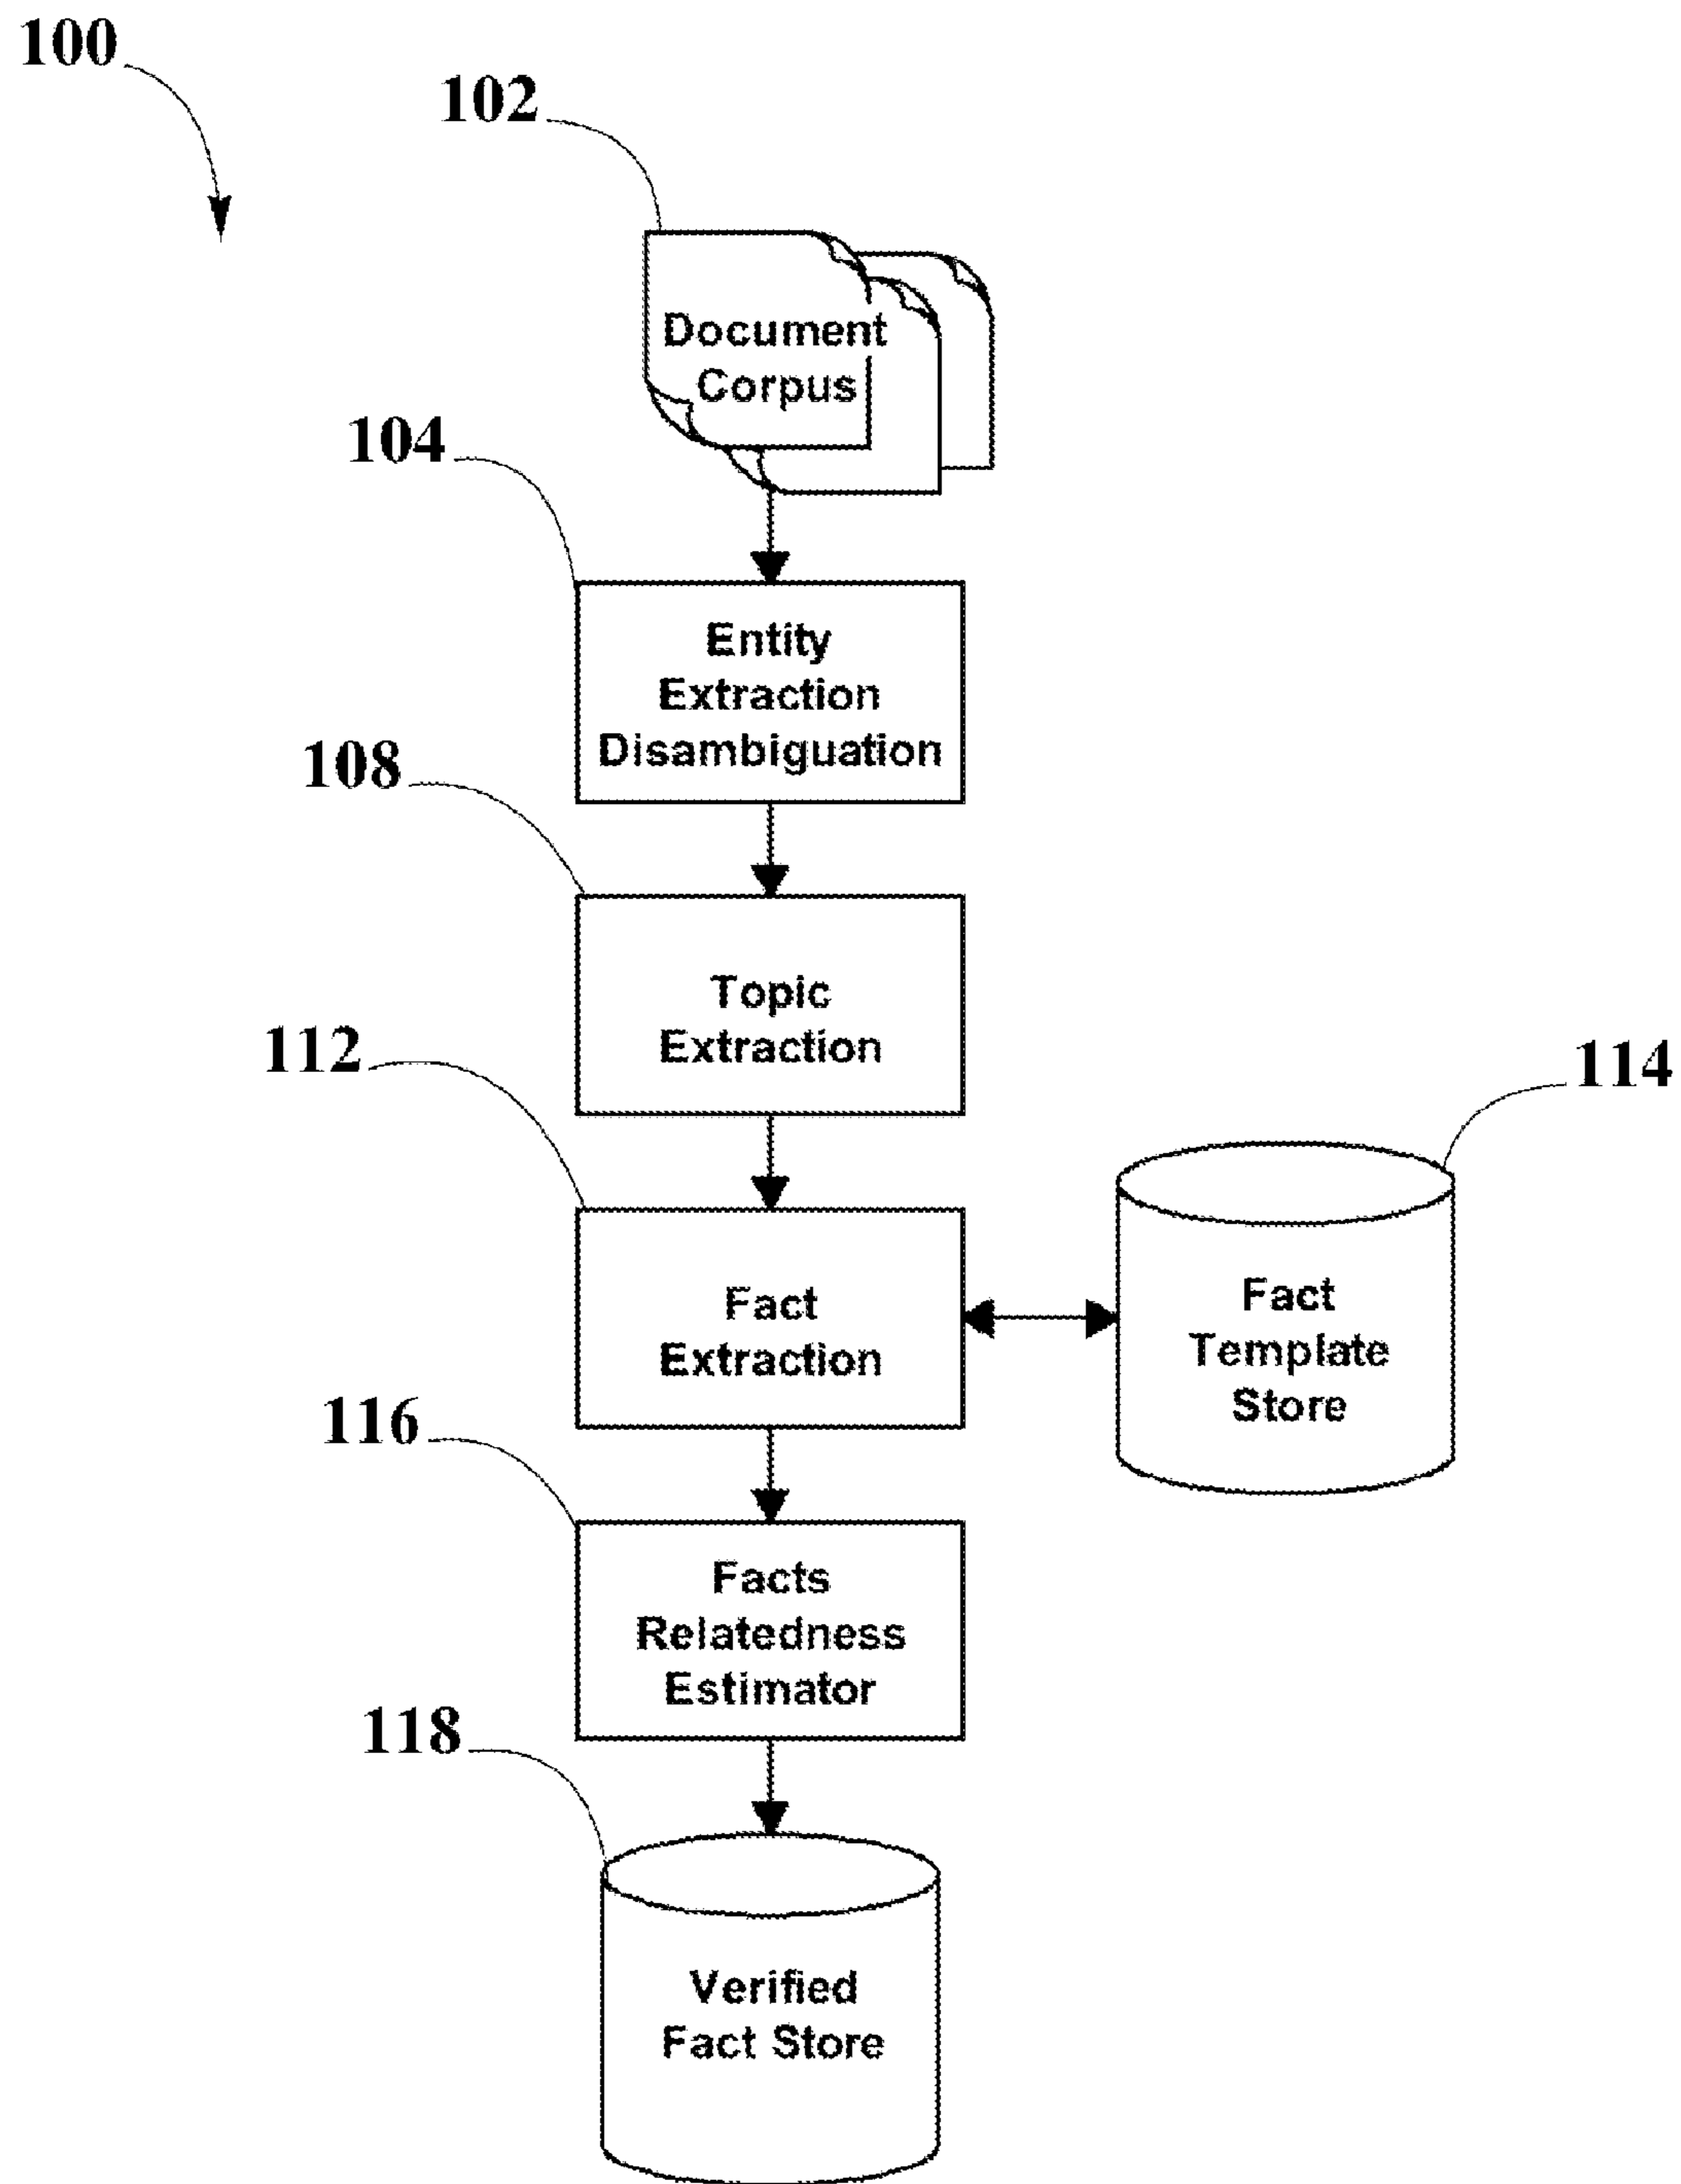 100
102
Document
Corpus
104
Entity
Extraction
Disambiguation
108
Topic
Extraction
112
114
Fact
Extraction
Fact
Template
Store
116
Facts
Relatedness
Estimator
118
Verified
Fact Store